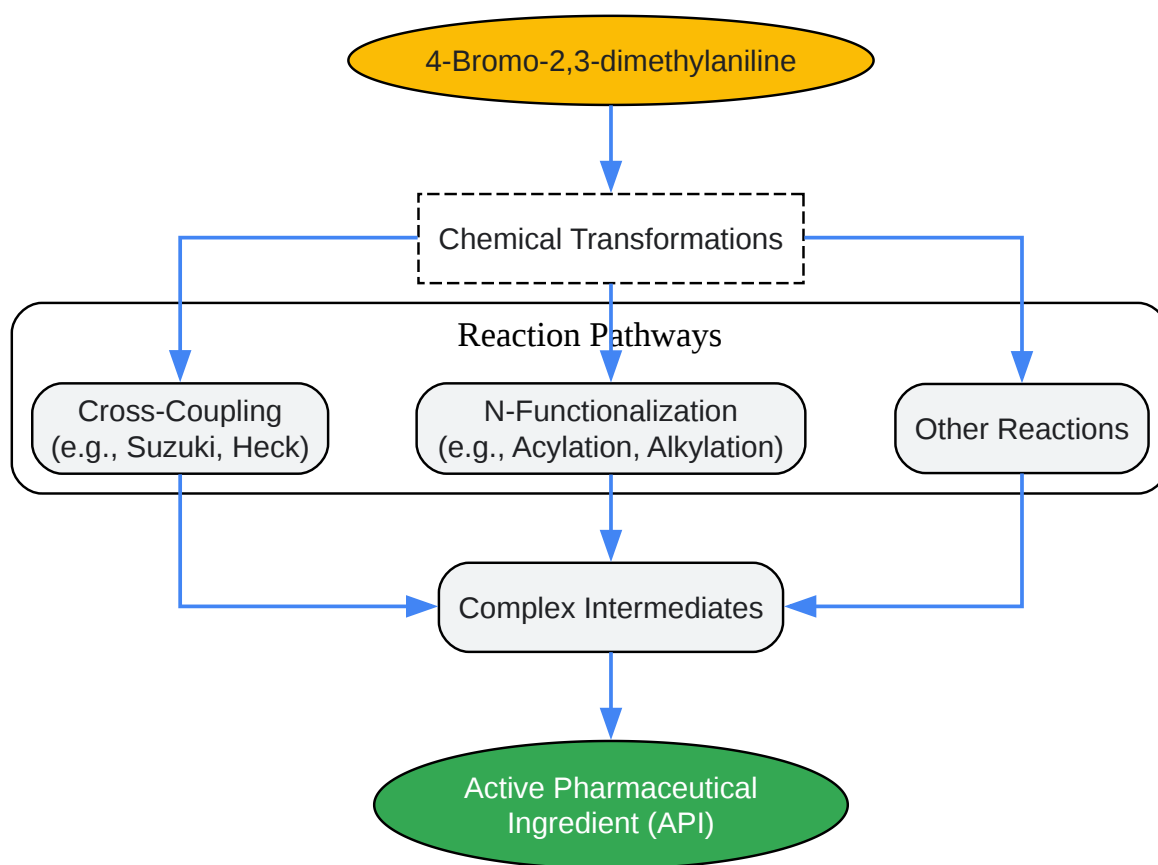 4-Bromo-2,3-dimethylaniline
Chemical Transformations
Reaction Pathways
Cross-Coupling
(e.g., Suzuki, Heck)
N-Functionalization
(e.g., Acylation, Alkylation)
Other Reactions
Complex Intermediates
Active Pharmaceutical
Ingredient (API)